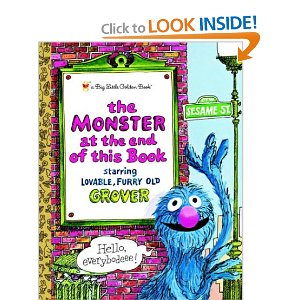 Click to LOOK INSIDE!
a Big Little Golden Book®
the
MONSTER
at the end
of this Book
starring
LOVABLE, FURRY OLD
GROVER
SESAME ST.
Hello,
everybodeee!